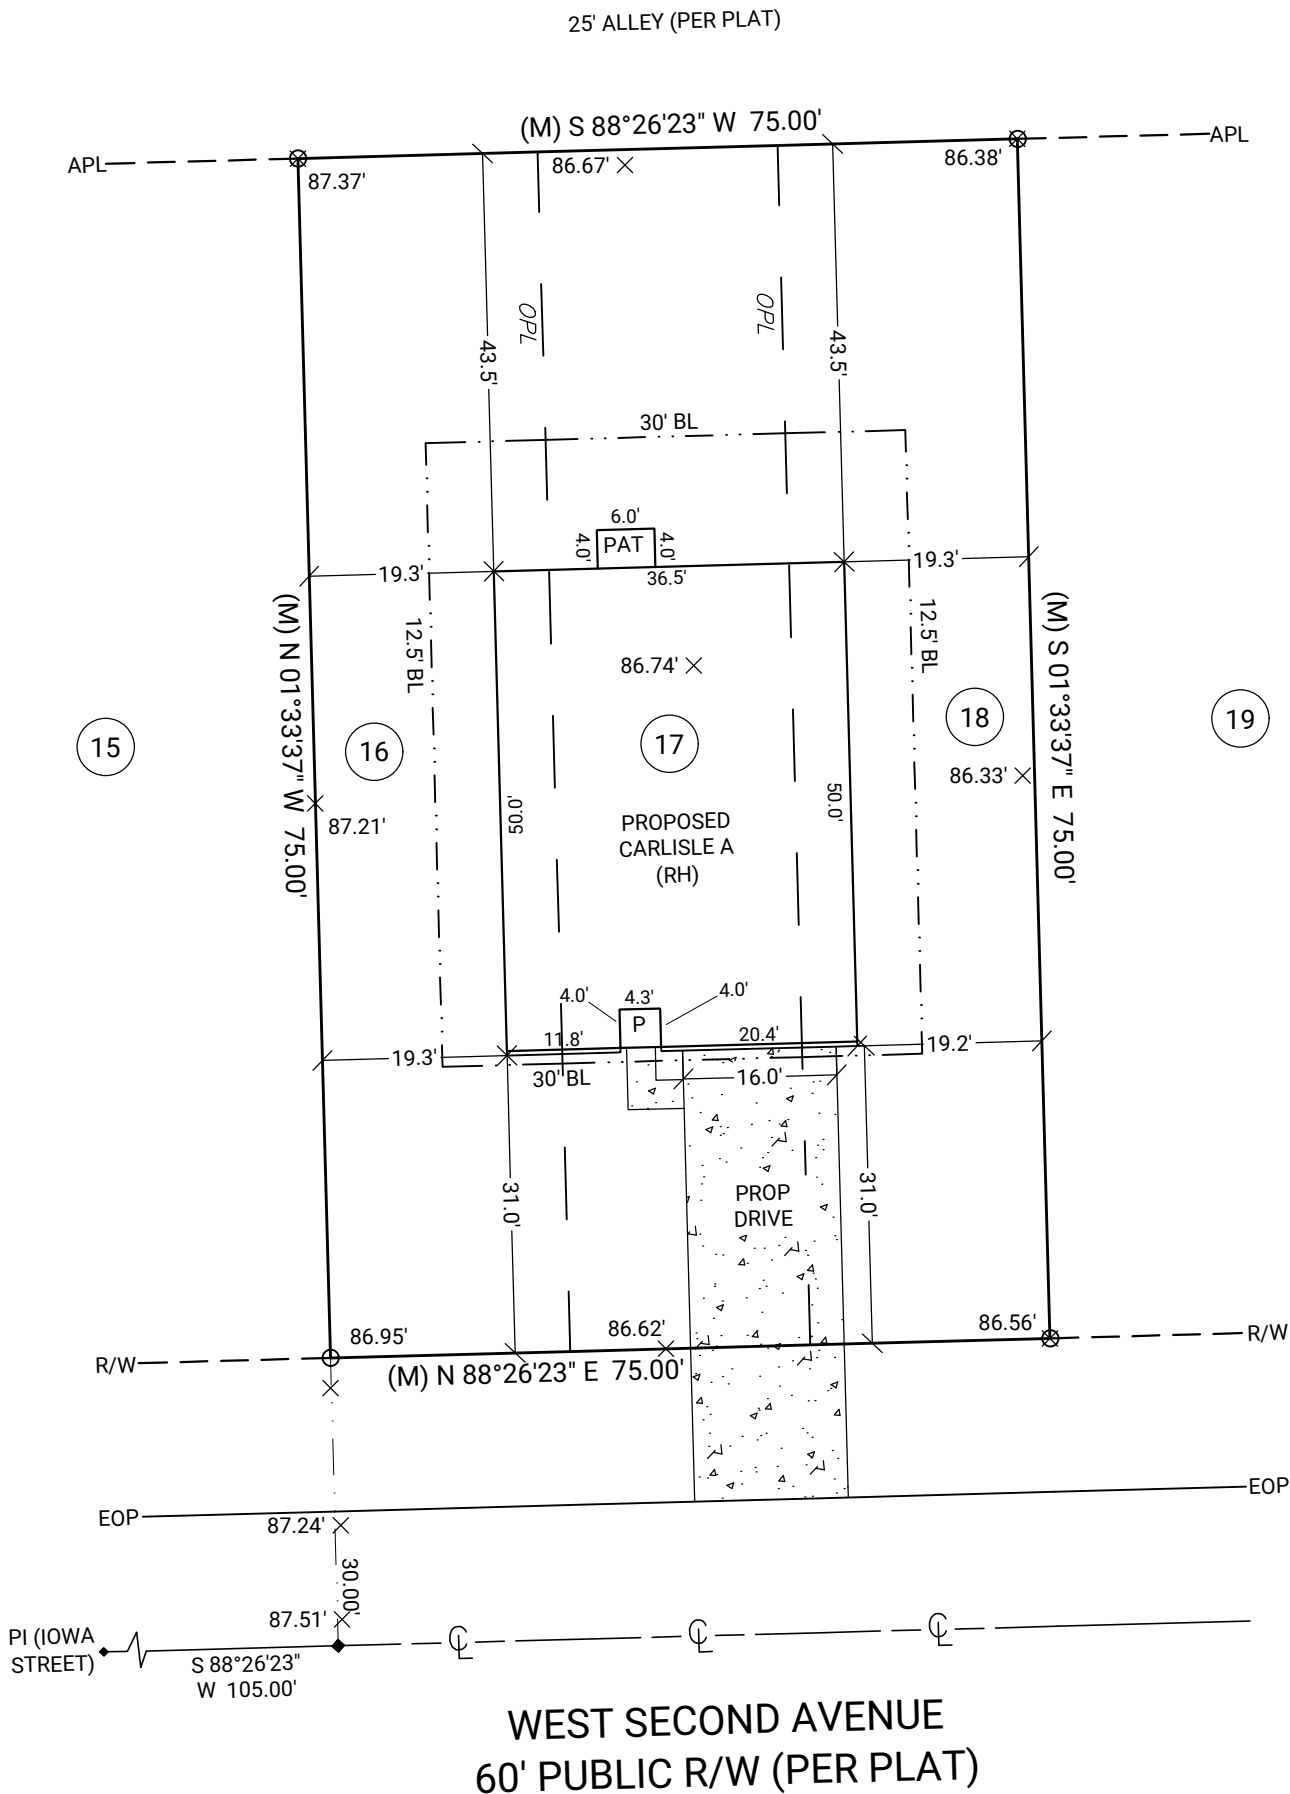 25' ALLEY (PER PLAT)
(M) S 88°26'23" W 75.00'
APL
APL
87.37'
86.67'
86.38'
OPL
OPL
43.5'
43.5'
30' BL
6.0'
4.0'
PAT
4.0'
36.5'
19.3'
19.3'
(M) N 01°33'37" W 75.00'
12.5' BL
12.5' BL
(M) S 01°33'37" E 75.00'
86.74'
15
16
17
18
19
86.33'
87.21'
50.0'
50.0'
PROPOSED
CARLISLE A
(RH)
4.0'
4.3'
4.0'
P
11.8'
20.4'
19.3'
19.2'
30' BL
16.0'
31.0'
31.0'
PROP
DRIVE
86.95'
86.62'
86.56'
R/W
R/W
(M) N 88°26'23" E 75.00'
EOP
EOP
87.24'
30.00'
87.51'
PI (IOWA
STREET)
S 88°26'23"
W 105.00'
CL
CL
CL
WEST SECOND AVENUE
60' PUBLIC R/W (PER PLAT)